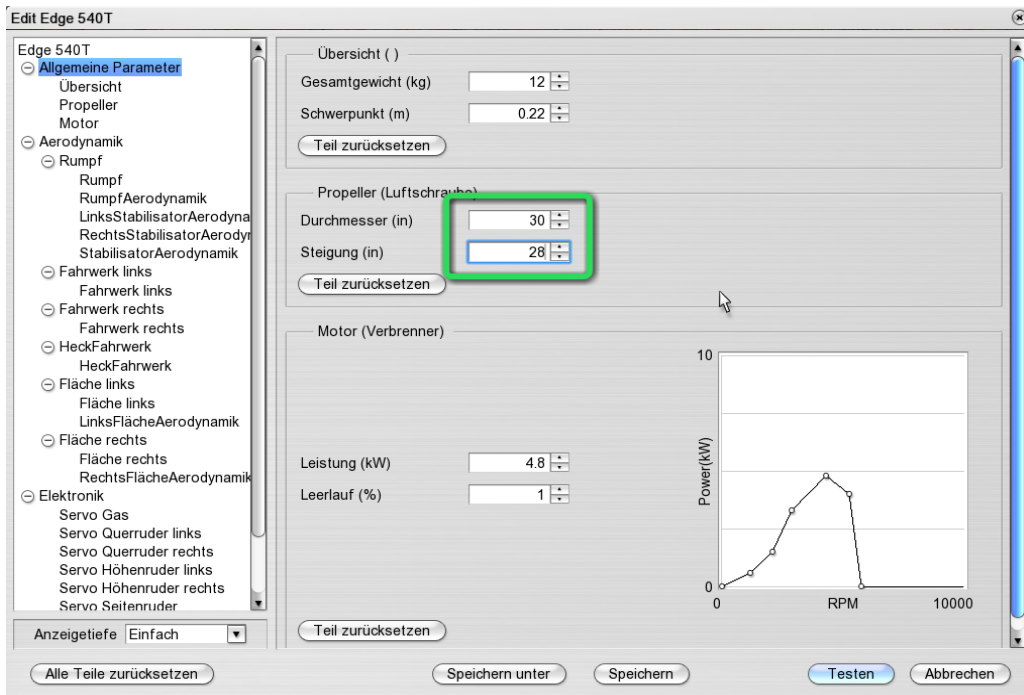 Edit Edge 540T
Edge 540T
Allgemeine Parameter
Übersicht
Propeller
Motor
Aerodynamik
Rumpf
Rumpf
RumpfAerodynamik
LinksStabilisatorAerodyna
RechtsStabilisatorAerodyn
StabilisatorAerodynamik
Fahrwerk links
Fahrwerk links
Fahrwerk rechts
Fahrwerk rechts
HeckFahrwerk
HeckFahrwerk
Fläche links
Fläche links
LinksFlächeAerodynamik
Fläche rechts
Fläche rechts
RechtsFlächeAerodynamik
Elektronik
Servo Gas
Servo Querruder links
Servo Querruder rechts
Servo Höhenruder links
Servo Höhenruder rechts
Servo Seitenruder
Anzeigetiefe Einfach
Übersicht ( )
Gesamtgewicht (kg) 12
Schwerpunkt (m) 0.22
Teil zurücksetzen
Propeller (Luftschraube)
Durchmesser (in) 30
Steigung (in) 28
Teil zurücksetzen
Motor (Verbrenner)
Leistung (kW) 4.8
Leerlauf (%) 1
10
Power(kW)
0
0 RPM 10000
Teil zurücksetzen
Alle Teile zurücksetzen
Speichern unter
Speichern
Testen
Abbrechen